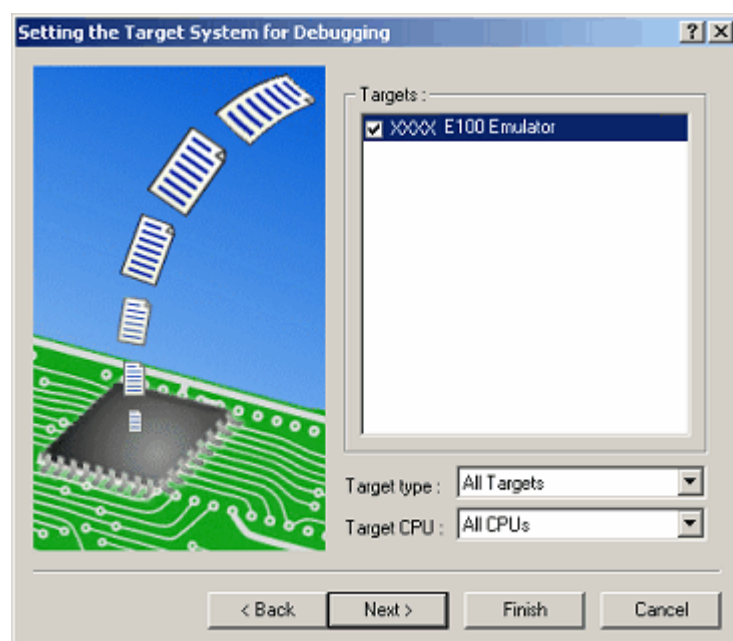 Setting the Target System for Debugging
Targets :
XXXX E100 Emulator
Target type : All Targets
Target CPU : All CPUs
< Back Next > Finish Cancel